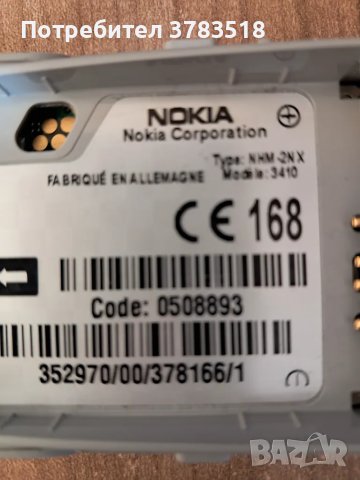 Потребител 3783518
NOKIA
Nokia Corporation
Type: NHM-2NX
FABRIQUÉ EN ALLEMAGNE Modèle: 3410
CE 168
Code: 0508893
352970/00/378166/1
BAZAR